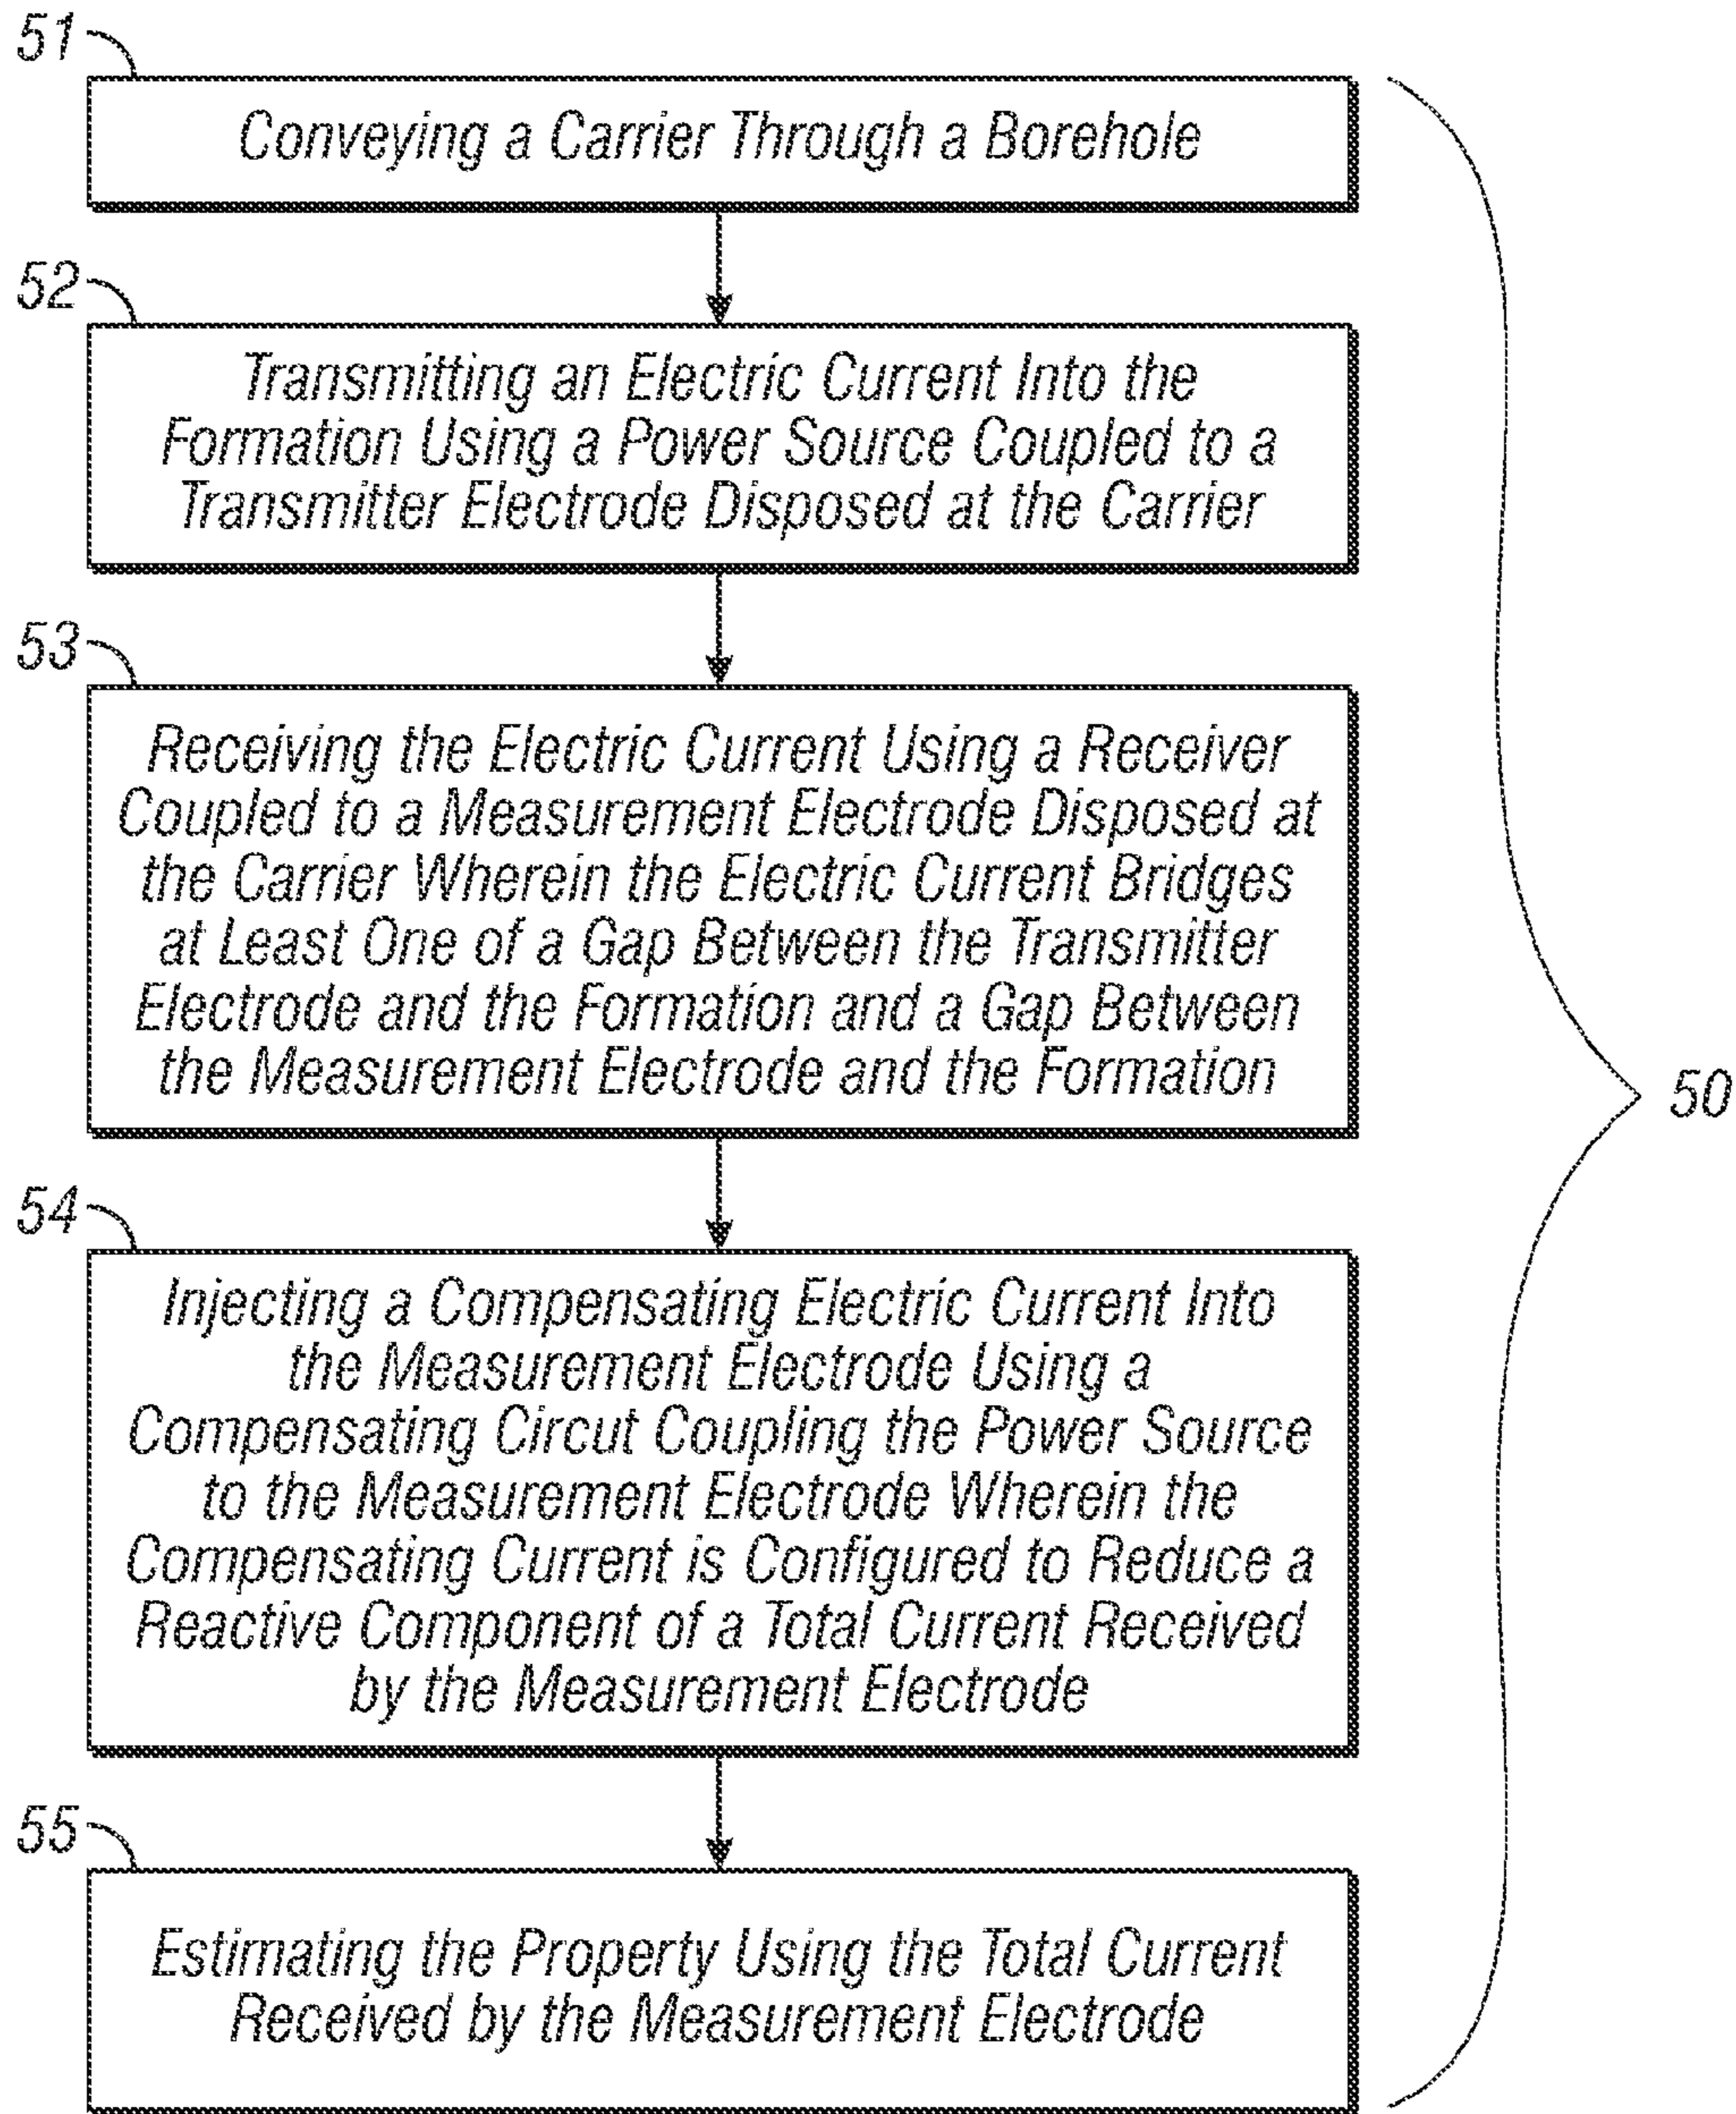 51
Conveying a Carrier Through a Borehole
52
Transmitting an Electric Current Into the
Formation Using a Power Source Coupled to a
Transmitter Electrode Disposed at the Carrier
53
Receiving the Electric Current Using a Receiver
Coupled to a Measurement Electrode Disposed at
the Carrier Wherein the Electric Current Bridges
at Least One of a Gap Between the Transmitter
Electrode and the Formation and a Gap Between
the Measurement Electrode and the Formation
50
54
Injecting a Compensating Electric Current Into
the Measurement Electrode Using a
Compensating Circut Coupling the Power Source
to the Measurement Electrode Wherein the
Compensating Current is Configured to Reduce a
Reactive Component of a Total Current Received
by the Measurement Electrode
55
Estimating the Property Using the Total Current
Received by the Measurement Electrode